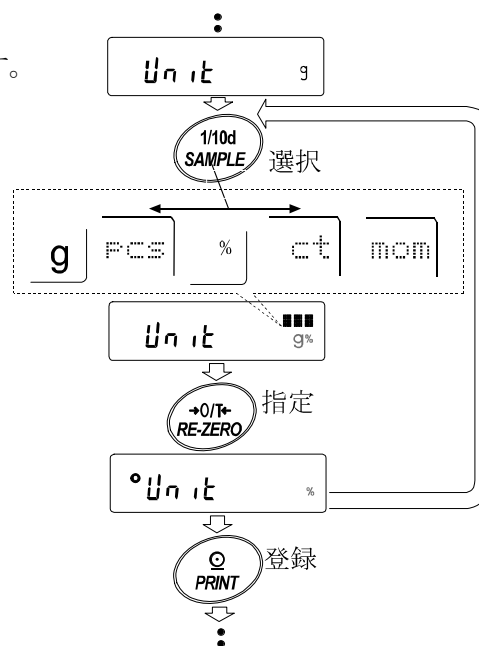 。
Unit g
1/10d
SAMPLE 選択
g pcs % ct mom
Unit g%
→0/T←
RE-ZERO 指定
Unit %
PRINT 登録